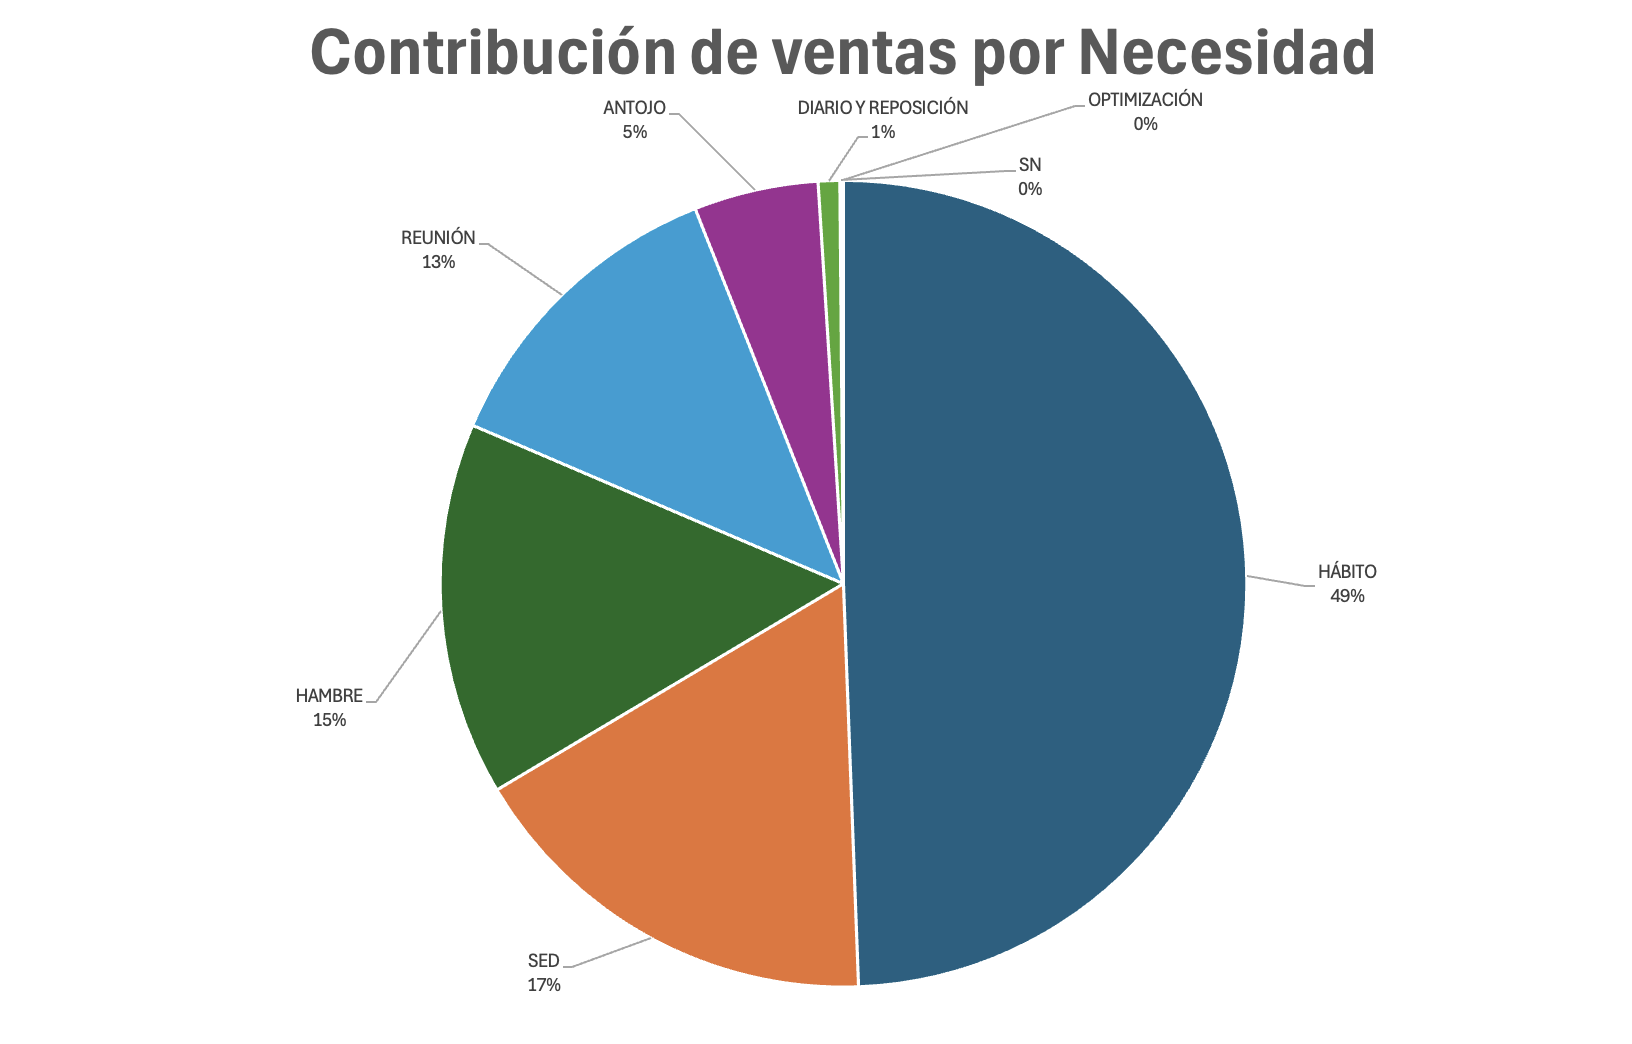 Contribución de ventas por Necesidad
ANTOJO
5%
DIARIO Y REPOSICIÓN
1%
OPTIMIZACIÓN
0%
SN
0%
REUNIÓN
13%
HÁBITO
49%
HAMBRE
15%
SED
17%